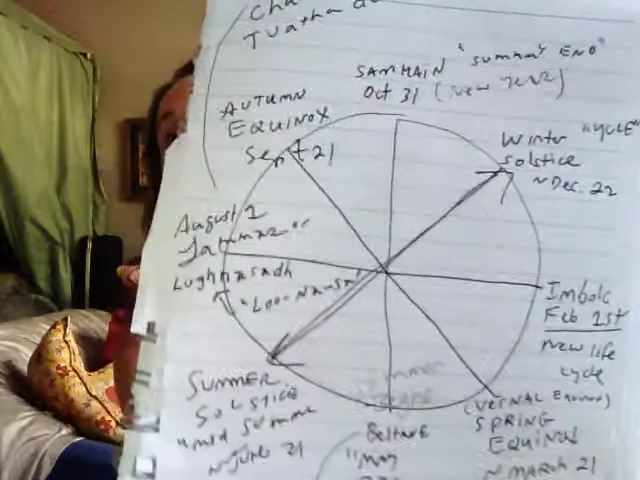 Tuatha d
SAMHAIN "Summer END"
Oct 31 (New Year)
AUTUMN
EQUINOX
Sept 21
Winter "YULE"
Solstice
~Dec. 22
August 1
Lammas or
Lughnasadh
"Loo-Na-sa"
Imbolc
Feb 1st
New life
cycle
SUMMER
SOLSTICE
"mid summer
~JUNE 21
(VERNAL Equinox)
SPRING
EQUINOX
~MARCH 21
Beltane
"May